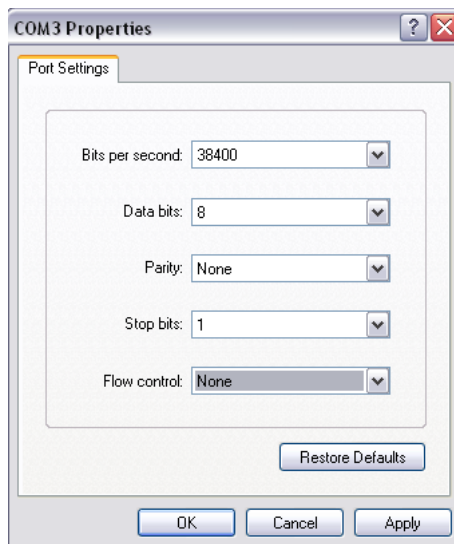 COM3 Properties
Port Settings
Bits per second: 38400
Data bits: 8
Parity: None
Stop bits: 1
Flow control: None
Restore Defaults
OK Cancel Apply